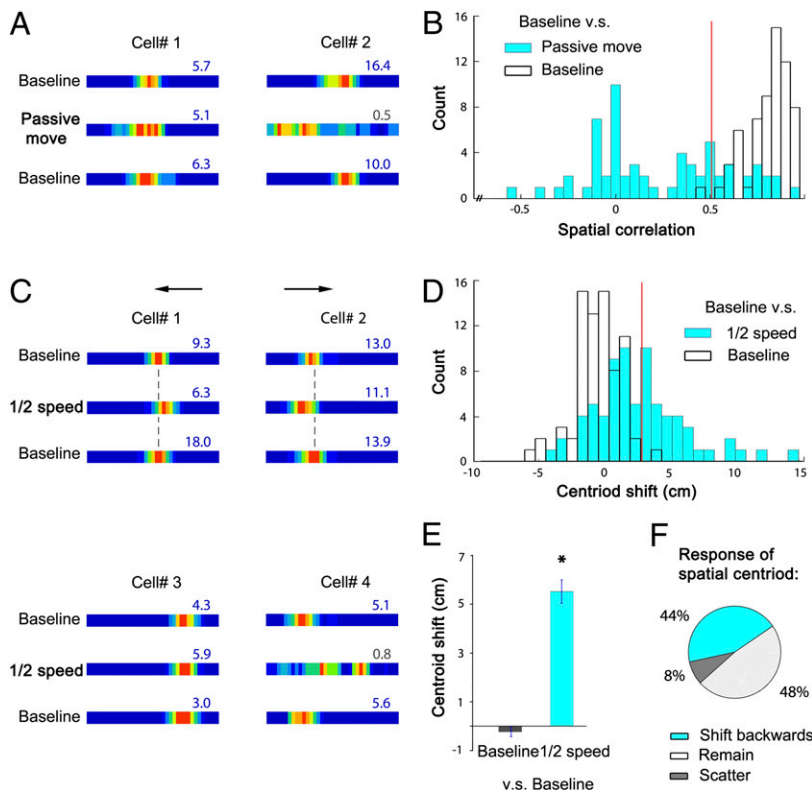 A
Cell# 1
Cell# 2
Baseline
5.7
16.4
Passive
move
5.1
0.5
Baseline
6.3
10.0
B
Baseline v.s.
Passive move
Baseline
Count
16
12
8
4
0
-0.5
0
0.5
Spatial correlation
C
Cell# 1
Cell# 2
Baseline
9.3
13.0
1/2 speed
6.3
11.1
Baseline
18.0
13.9
Cell# 3
Cell# 4
Baseline
4.3
5.1
1/2 speed
5.9
0.8
Baseline
3.0
5.6
D
Baseline v.s.
1/2 speed
Baseline
Count
16
12
8
4
0
-10
-5
0
5
10
15
Centriod shift (cm)
E
Centroid shift (cm)
7
5
3
1
-1
*
Baseline
1/2 speed
v.s. Baseline
F
Response of
spatial centriod:
44%
8%
48%
Shift backwards
Remain
Scatter